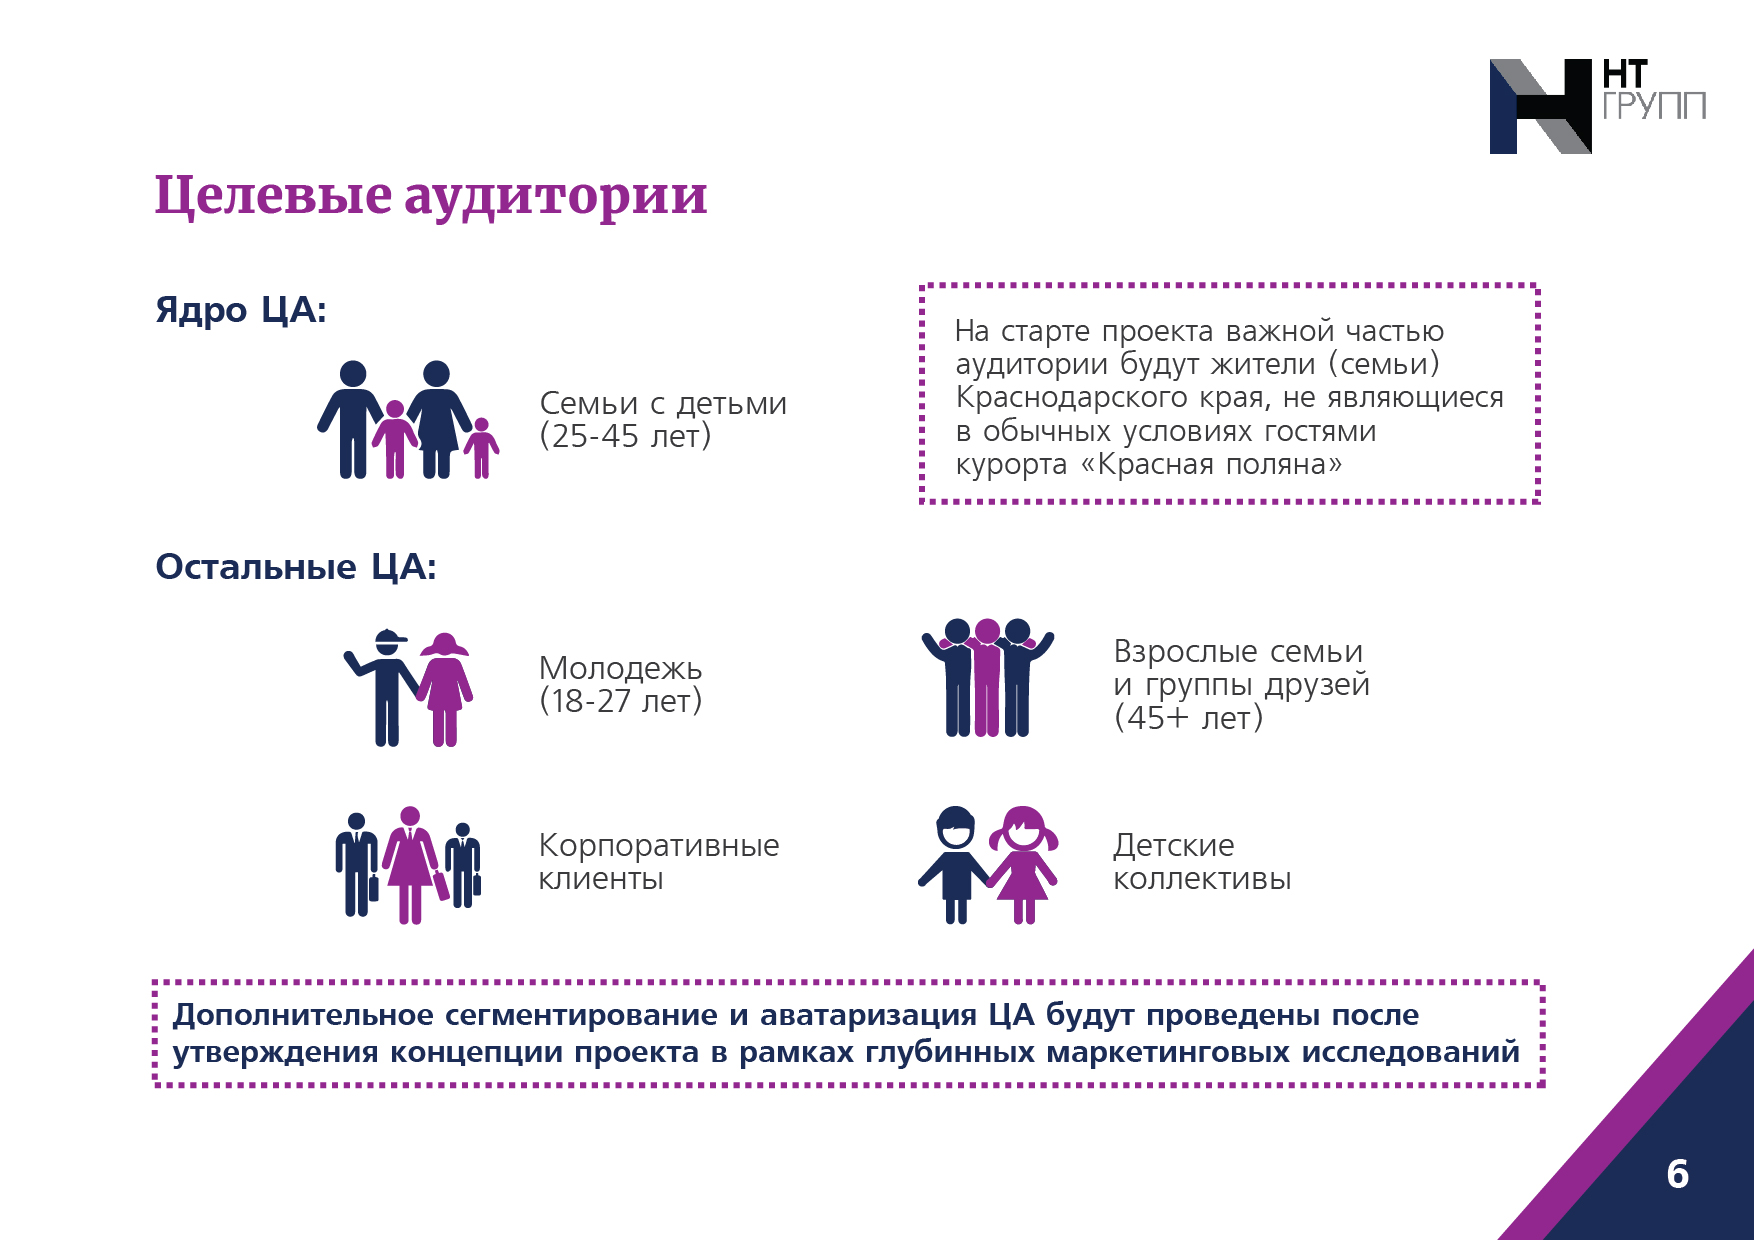 НТ
ГРУПП
Целевые аудитории
Ядро ЦА:
Семьи с детьми
(25-45 лет)
На старте проекта важной частью
аудитории будут жители (семьи)
Краснодарского края, не являющиеся
в обычных условиях гостями
курорта «Красная поляна»
Остальные ЦА:
Молодежь
(18-27 лет)
Взрослые семьи
и группы друзей
(45+ лет)
Корпоративные
клиенты
Детские
коллективы
Дополнительное сегментирование и аватаризация ЦА будут проведены после
утверждения концепции проекта в рамках глубинных маркетинговых исследований
6